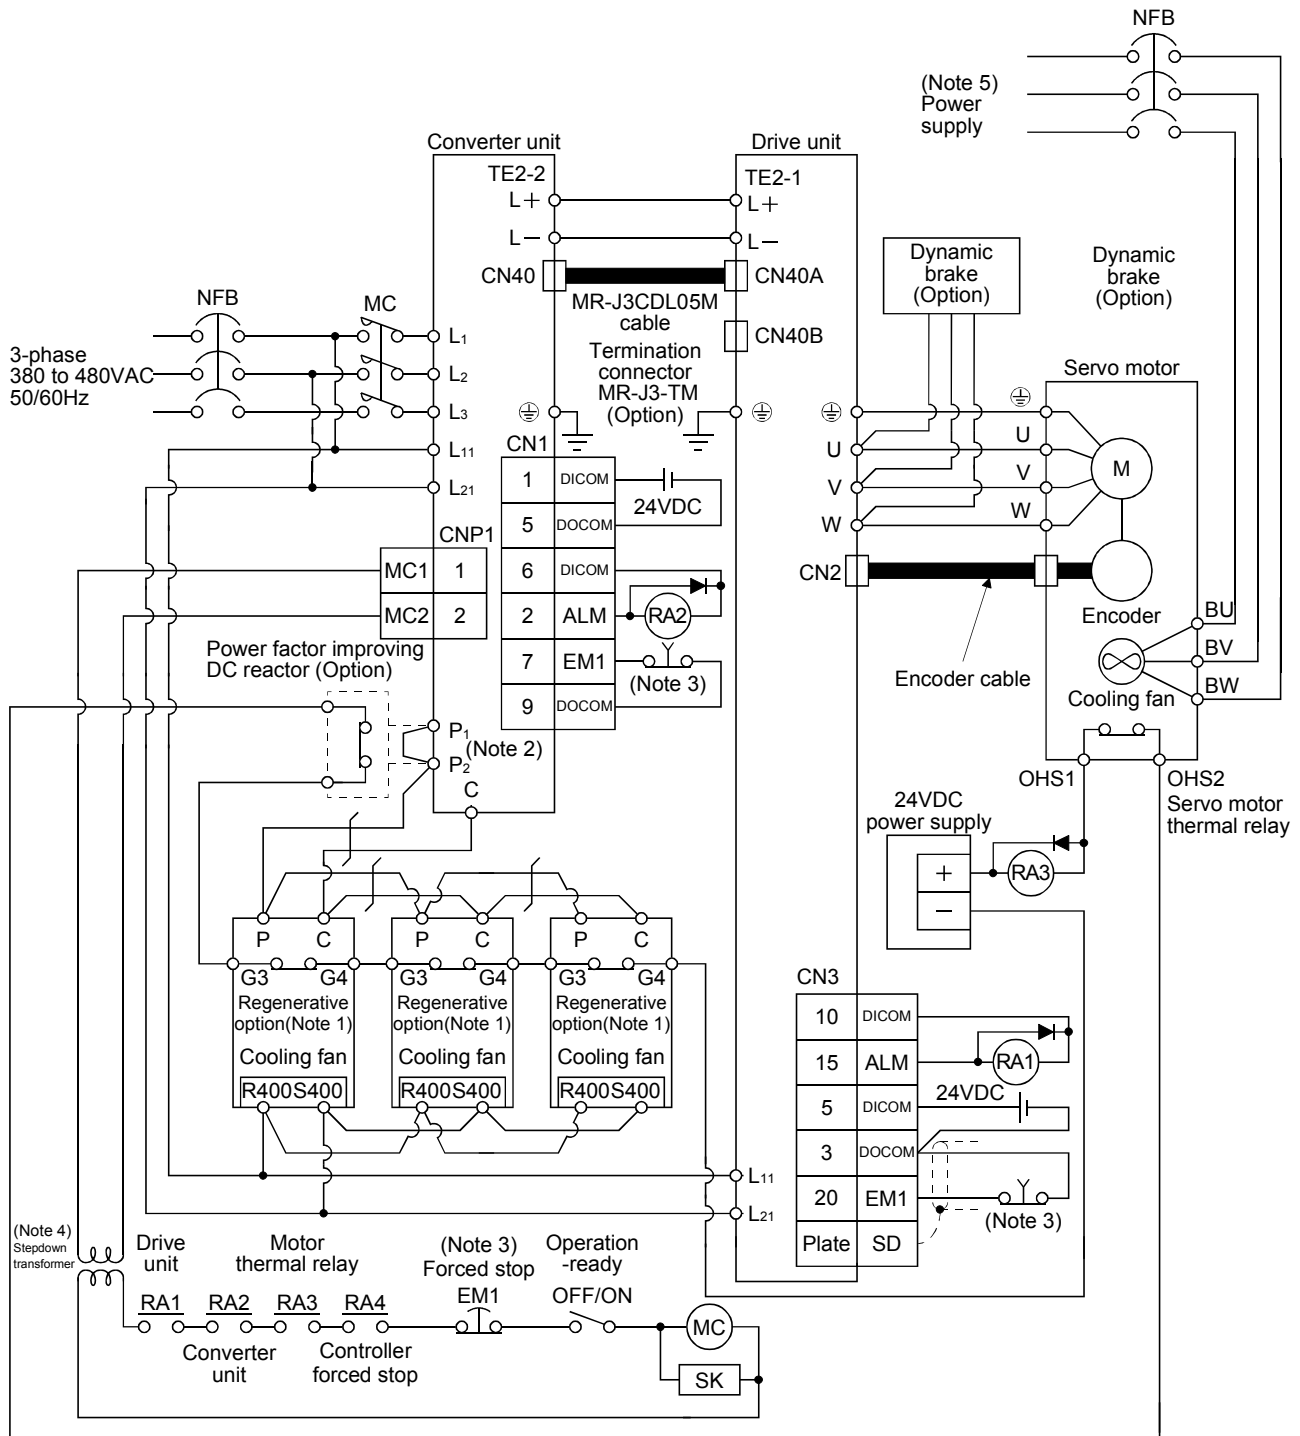 NFB
(Note 5)
Power
supply
Converter unit
Drive unit
TE2-2
TE2-1
L+
L+
L−
L−
CN40
CN40A
MR-J3CDL05M
cable
CN40B
Termination
connector
MR-J3-TM
(Option)
Dynamic
brake
(Option)
Dynamic
brake
(Option)
NFB
MC
3-phase
380 to 480VAC
50/60Hz
L1
L2
L3
L11
L21
Servo motor
U
V
W
U
V
W
M
CN1
1 DICOM
24VDC
5 DOCOM
6 DICOM
2 ALM
RA2
7 EM1
(Note 3)
9 DOCOM
CNP1
MC1 1
MC2 2
CN2
Encoder
Encoder cable
Cooling fan
BU
BV
BW
Power factor improving
DC reactor (Option)
P1
(Note 2)
P2
C
OHS1
OHS2
Servo motor
thermal relay
24VDC
power supply
+
−
RA3
P C
P C
P C
G3 G4
G3 G4
G3 G4
Regenerative
option(Note 1)
Regenerative
option(Note 1)
Regenerative
option(Note 1)
Cooling fan
Cooling fan
Cooling fan
R400S400
R400S400
R400S400
CN3
10 DICOM
15 ALM
RA1
5 DICOM
24VDC
3 DOCOM
20 EM1
(Note 3)
Plate SD
L11
L21
(Note 4)
Stepdown
transformer
Drive
unit
Motor
thermal relay
(Note 3)
Forced stop
EM1
Operation
-ready
OFF/ON
RA1
RA2
RA3
RA4
Converter
unit
Controller
forced stop
MC
SK